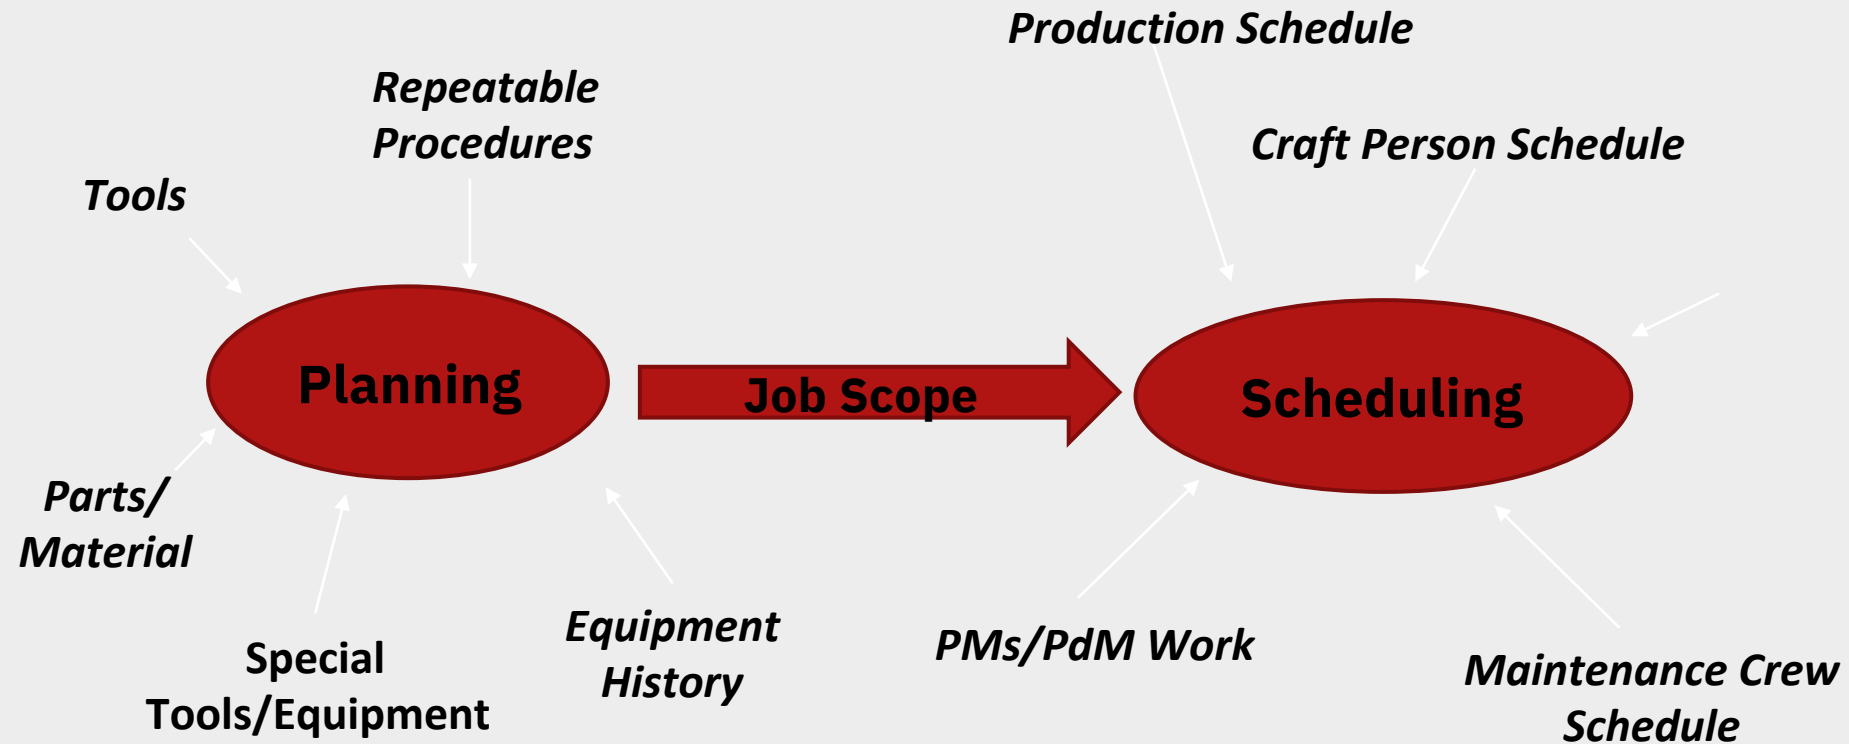 Production Schedule
Repeatable
Procedures
Craft Person Schedule
Tools
Planning
Job Scope
Scheduling
Parts/
Material
Equipment
History
PMs/PdM Work
Special
Tools/Equipment
Maintenance Crew
Schedule